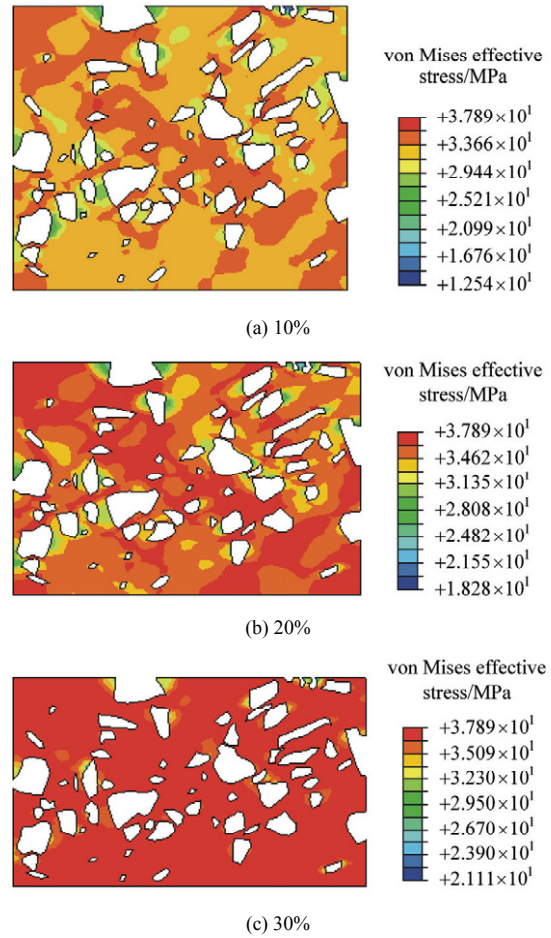 von Mises effective
stress/MPa
+3.789×10¹
+3.366×10¹
+2.944×10¹
+2.521×10¹
+2.099×10¹
+1.676×10¹
+1.254×10¹
(a) 10%
von Mises effective
stress/MPa
+3.789×10¹
+3.462×10¹
+3.135×10¹
+2.808×10¹
+2.482×10¹
+2.155×10¹
+1.828×10¹
(b) 20%
von Mises effective
stress/MPa
+3.789×10¹
+3.509×10¹
+3.230×10¹
+2.950×10¹
+2.670×10¹
+2.390×10¹
+2.111×10¹
(c) 30%